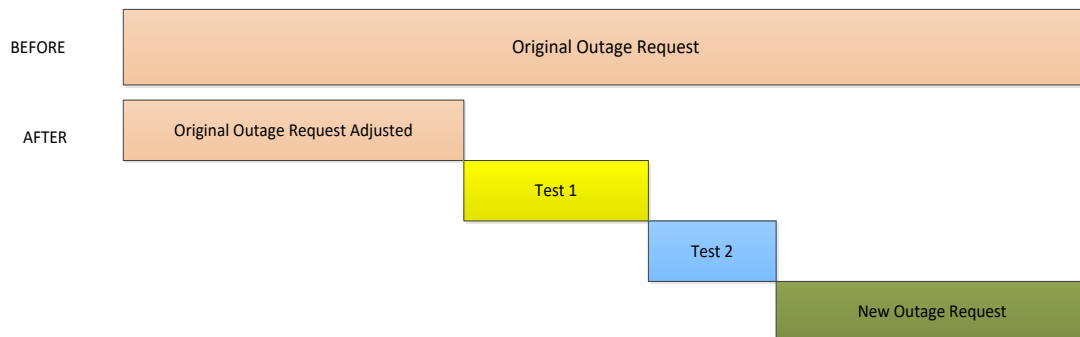 BEFORE
Original Outage Request
AFTER
Original Outage Request Adjusted
Test 1
Test 2
New Outage Request